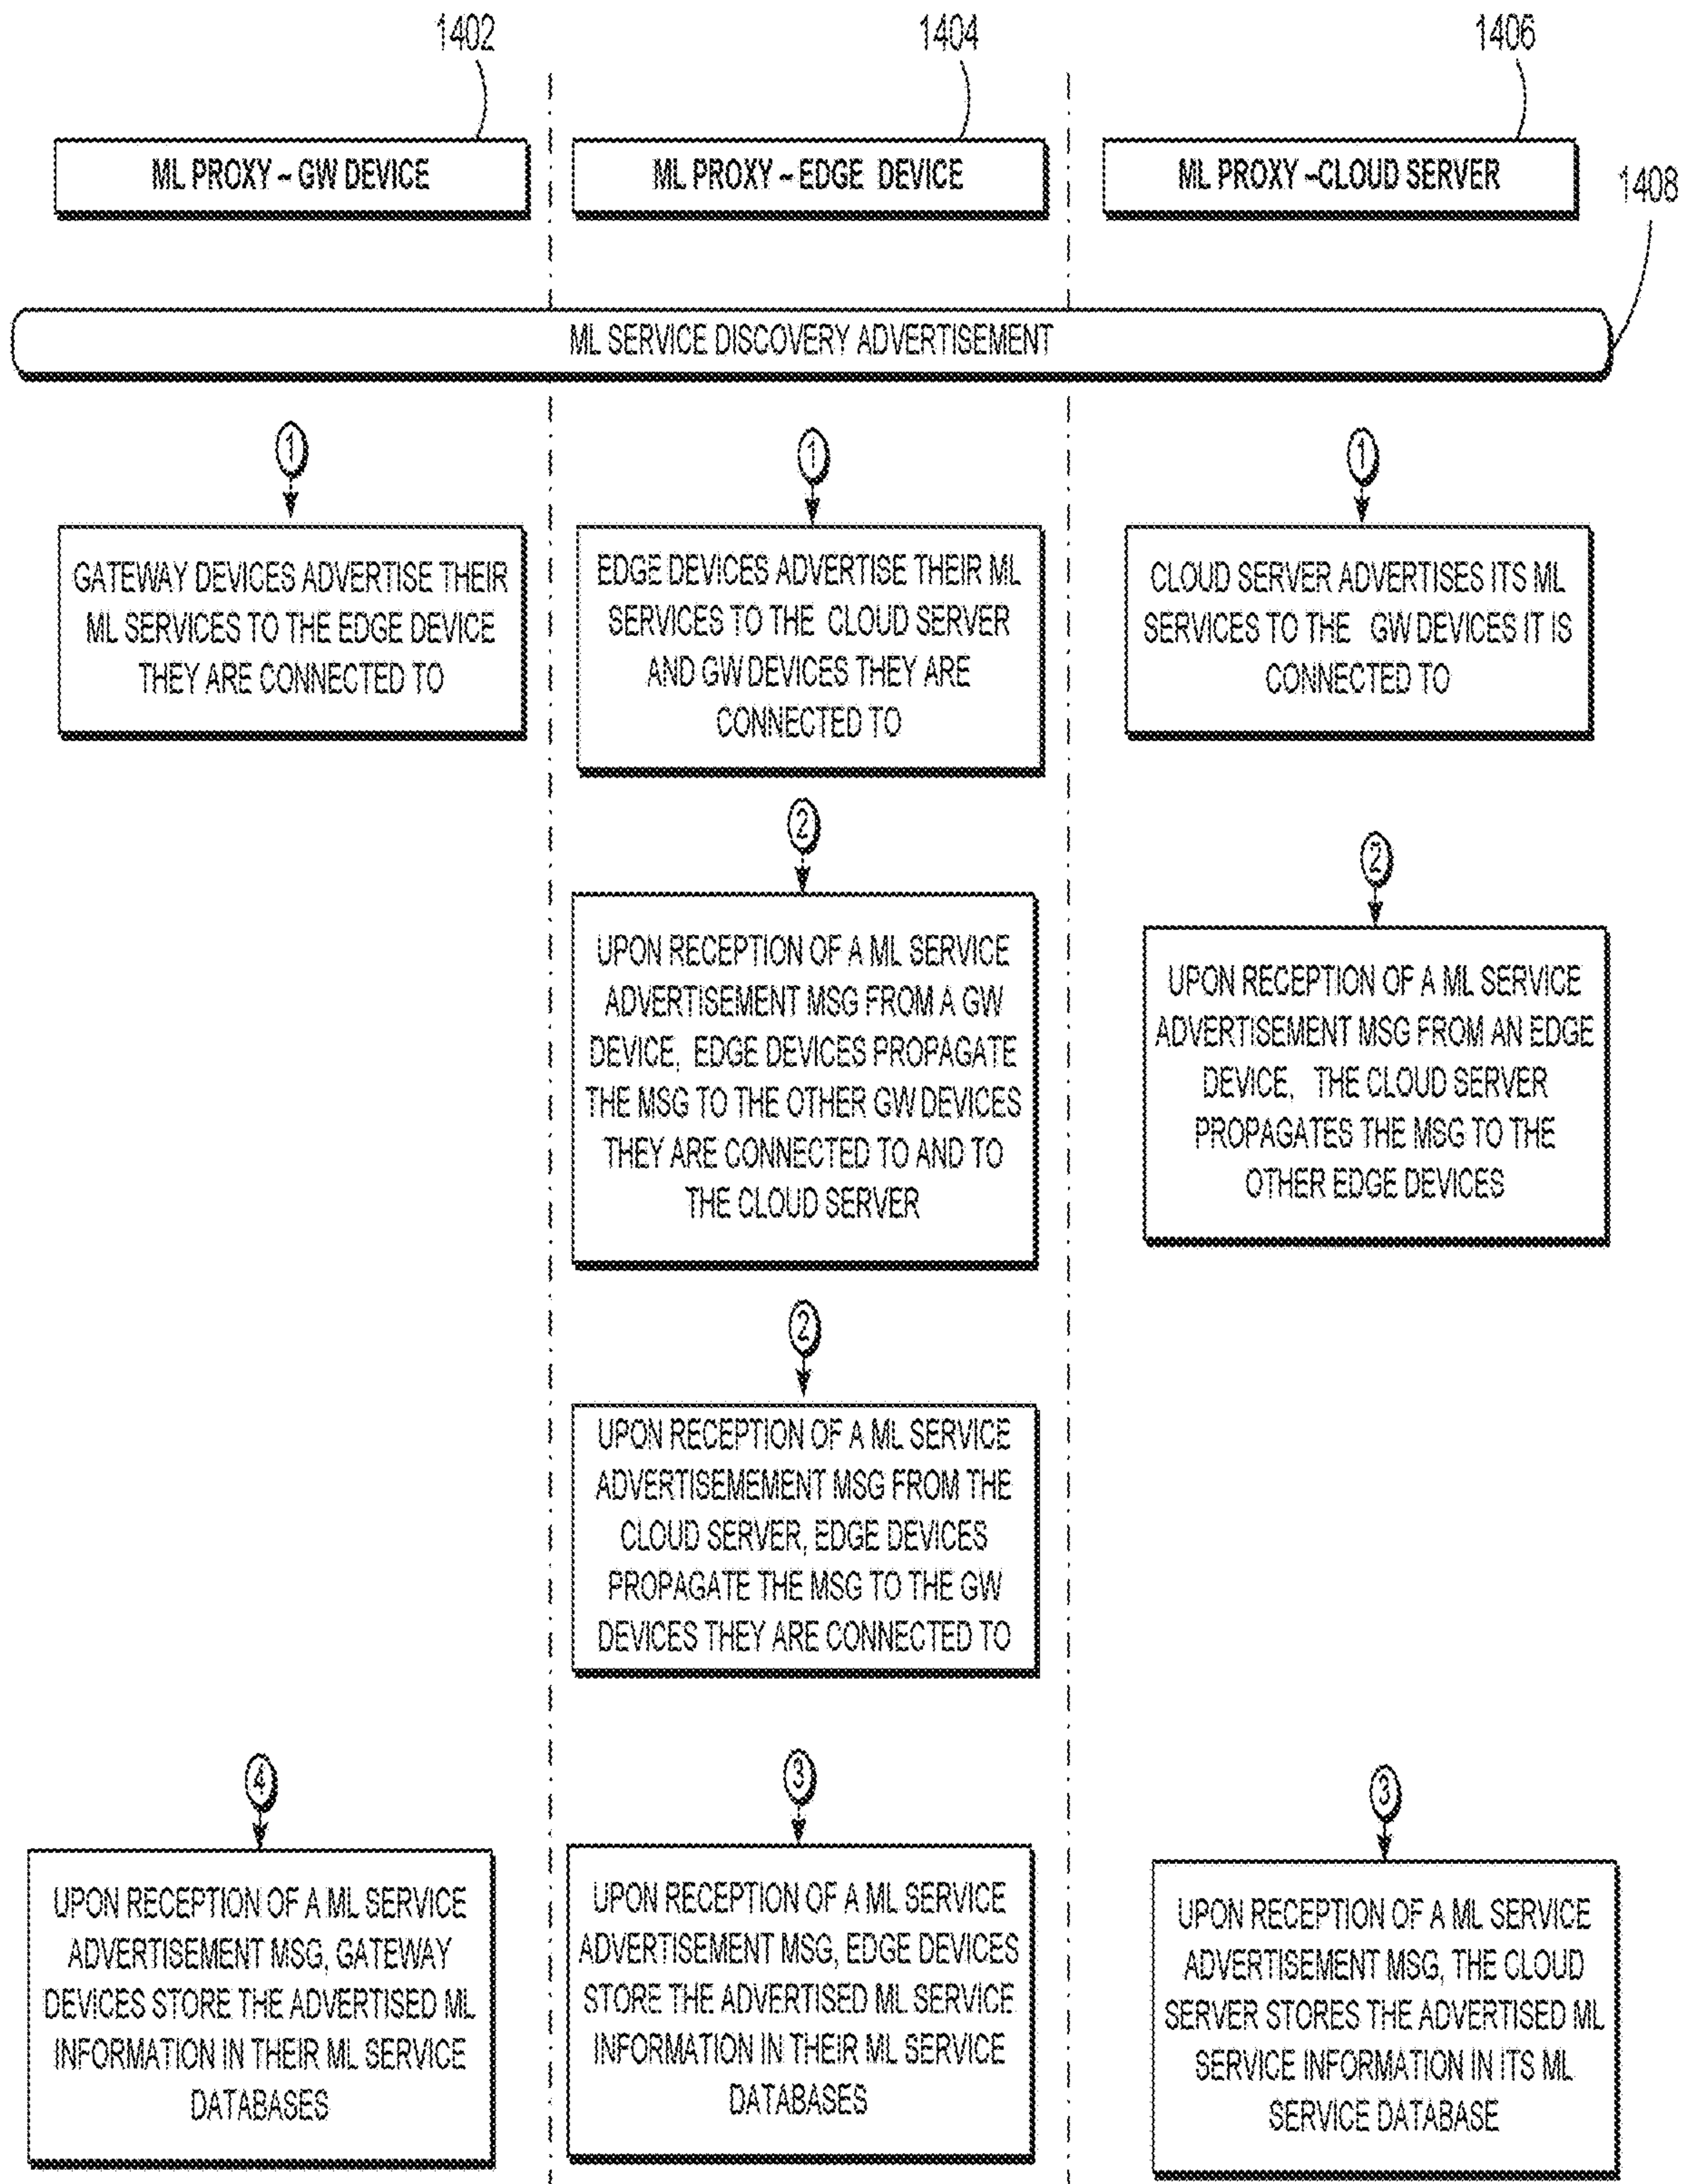 1402
1404
1406
ML PROXY ~ GW DEVICE
ML PROXY ~ EDGE DEVICE
ML PROXY ~CLOUD SERVER
1408
ML SERVICE DISCOVERY ADVERTISEMENT
1
GATEWAY DEVICES ADVERTISE THEIR
ML SERVICES TO THE EDGE DEVICE
THEY ARE CONNECTED TO
1
EDGE DEVICES ADVERTISE THEIR ML
SERVICES TO THE CLOUD SERVER
AND GW DEVICES THEY ARE
CONNECTED TO
1
CLOUD SERVER ADVERTISES ITS ML
SERVICES TO THE GW DEVICES IT IS
CONNECTED TO
2
UPON RECEPTION OF A ML SERVICE
ADVERTISEMENT MSG FROM A GW
DEVICE, EDGE DEVICES PROPAGATE
THE MSG TO THE OTHER GW DEVICES
THEY ARE CONNECTED TO AND TO
THE CLOUD SERVER
2
UPON RECEPTION OF A ML SERVICE
ADVERTISEMENT MSG FROM AN EDGE
DEVICE, THE CLOUD SERVER
PROPAGATES THE MSG TO THE
OTHER EDGE DEVICES
2
UPON RECEPTION OF A ML SERVICE
ADVERTISEMEMENT MSG FROM THE
CLOUD SERVER, EDGE DEVICES
PROPAGATE THE MSG TO THE GW
DEVICES THEY ARE CONNECTED TO
4
UPON RECEPTION OF A ML SERVICE
ADVERTISEMENT MSG, GATEWAY
DEVICES STORE THE ADVERTISED ML
INFORMATION IN THEIR ML SERVICE
DATABASES
3
UPON RECEPTION OF A ML SERVICE
ADVERTISEMENT MSG, EDGE DEVICES
STORE THE ADVERTISED ML SERVICE
INFORMATION IN THEIR ML SERVICE
DATABASES
3
UPON RECEPTION OF A ML SERVICE
ADVERTISEMENT MSG, THE CLOUD
SERVER STORES THE ADVERTISED ML
SERVICE INFORMATION IN ITS ML
SERVICE DATABASE